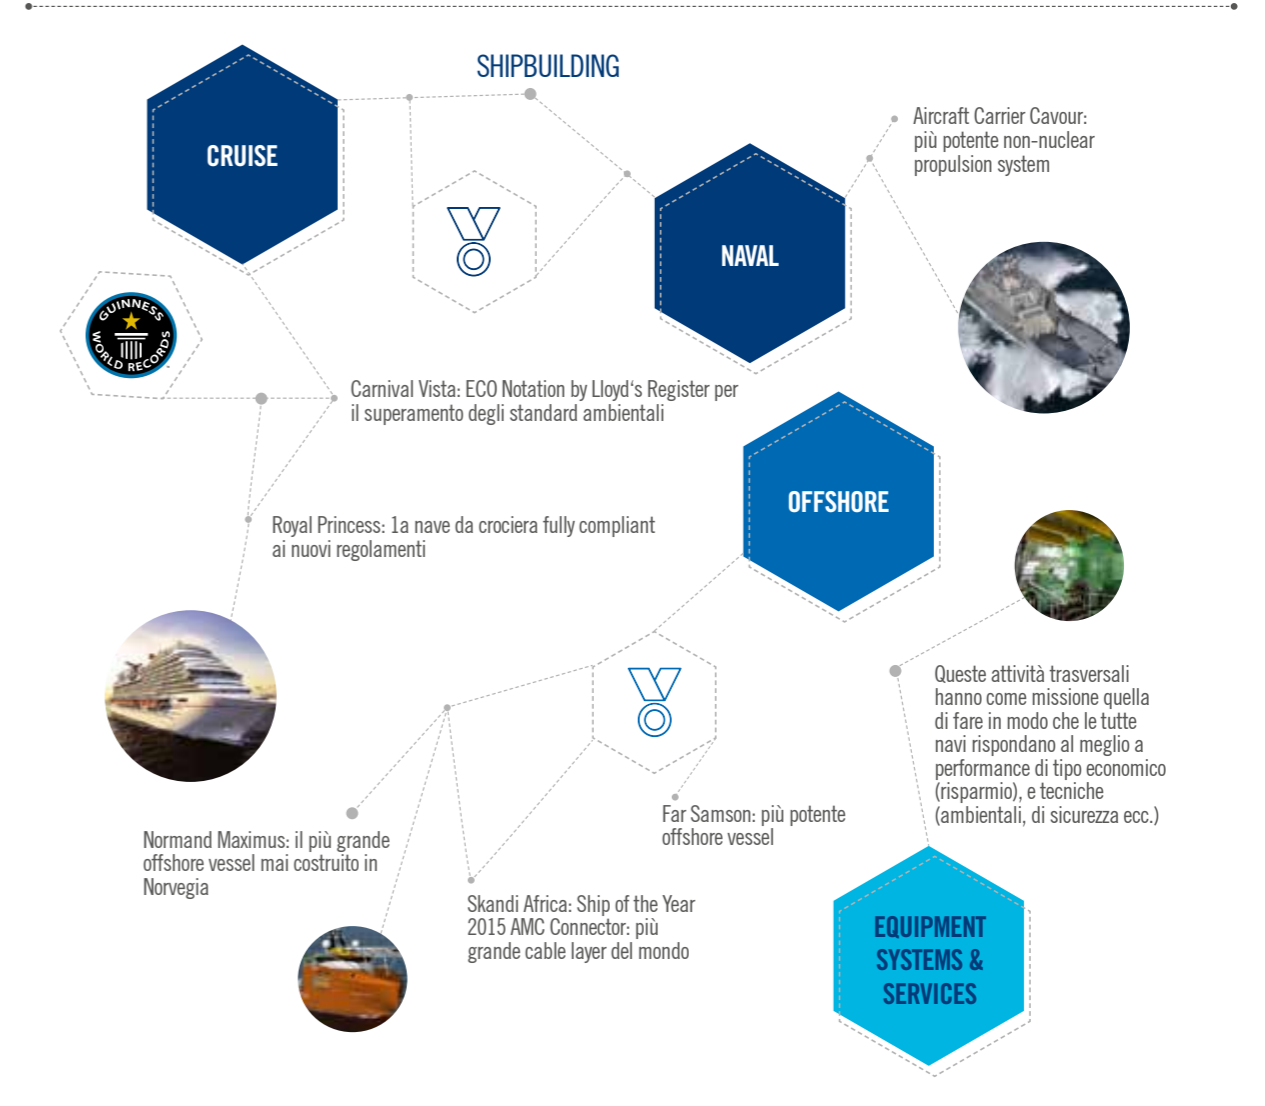 SHIPBUILDING
CRUISE
Aircraft Carrier Cavour:
più potente non-nuclear
propulsion system
NAVAL
GUINNESS
WORLD RECORDS
Carnival Vista: ECO Notation by Lloyd‘s Register per
il superamento degli standard ambientali
OFFSHORE
Royal Princess: 1a nave da crociera fully compliant
ai nuovi regolamenti
Queste attività trasversali
hanno come missione quella
di fare in modo che le tutte
navi rispondano al meglio a
performance di tipo economico
(risparmio), e tecniche
(ambientali, di sicurezza ecc.)
Far Samson: più potente
offshore vessel
Normand Maximus: il più grande
offshore vessel mai costruito in
Norvegia
Skandi Africa: Ship of the Year
2015 AMC Connector: più
grande cable layer del mondo
EQUIPMENT
SYSTEMS &
SERVICES